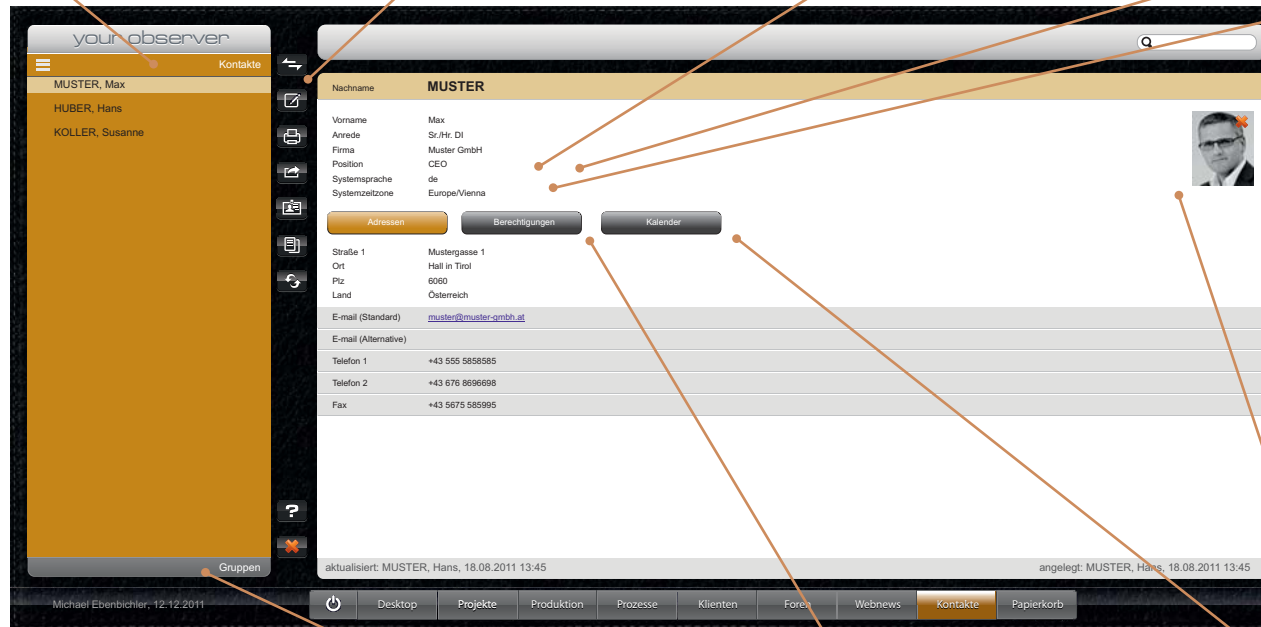 your observer
Kontakte
MUSTER, Max
HUBER, Hans
KOLLER, Susanne
Gruppen
Nachname MUSTER
Vorname Max
Anrede Sr./Hr. DI
Firma Muster GmbH
Position CEO
Systemsprache de
Systemzeitzone Europe/Vienna
Adressen Berechtigungen Kalender
Straße 1 Mustergasse 1
Ort Hall in Tirol
Plz 6060
Land Österreich
E-mail (Standard) muster@muster-gmbh.at
E-mail (Alternative)
Telefon 1 +43 555 5858585
Telefon 2 +43 676 8696698
Fax +43 5675 585995
?
aktualisiert: MUSTER, Hans, 18.08.2011 13:45 angelegt: MUSTER, Hans, 18.08.2011 13:45
Michael Ebenbichler, 12.12.2011 Desktop Projekte Produktion Prozesse Klienten Foren Webnews Kontakte Papierkorb